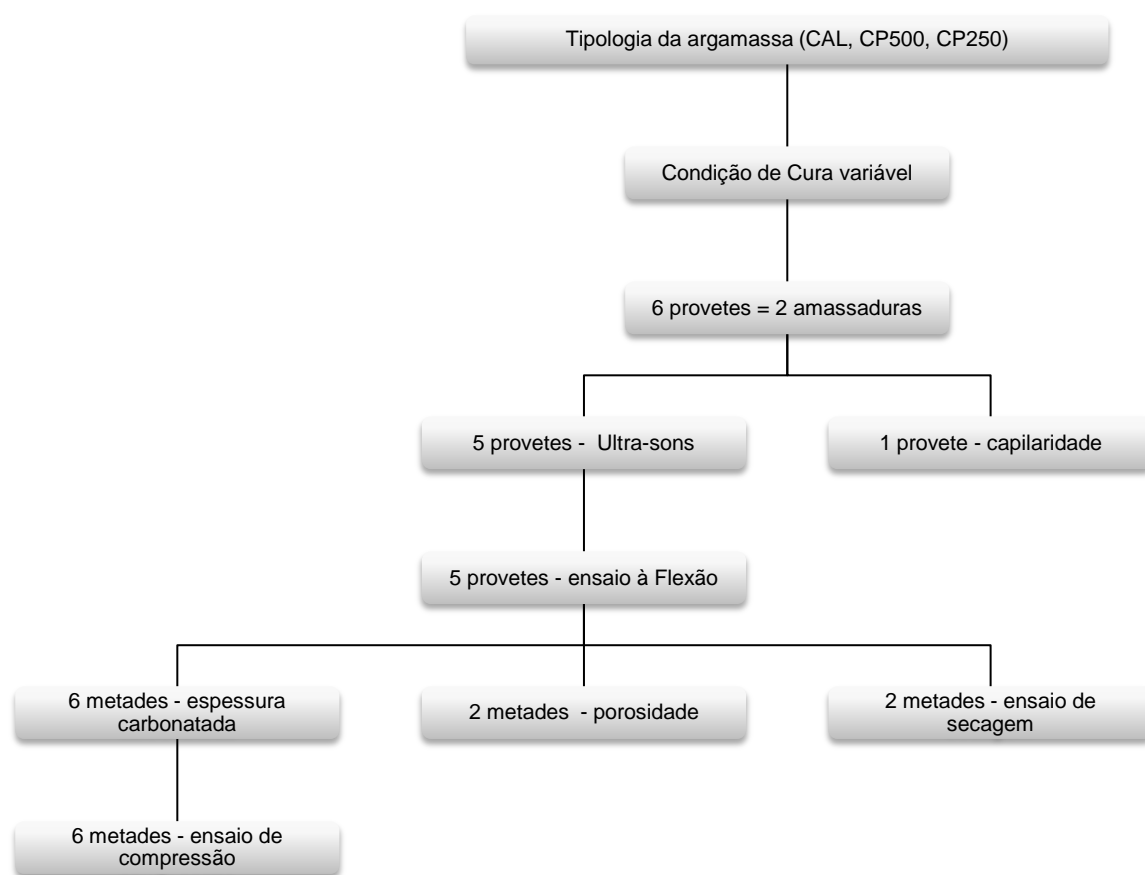 Tipologia da argamassa (CAL, CP500, CP250)
Condição de Cura variável
6 provetes = 2 amassaduras
5 provetes - Ultra-sons
1 provete - capilaridade
5 provetes - ensaio à Flexão
6 metades - espessura
carbonatada
2 metades - porosidade
2 metades - ensaio de
secagem
6 metades - ensaio de
compressão